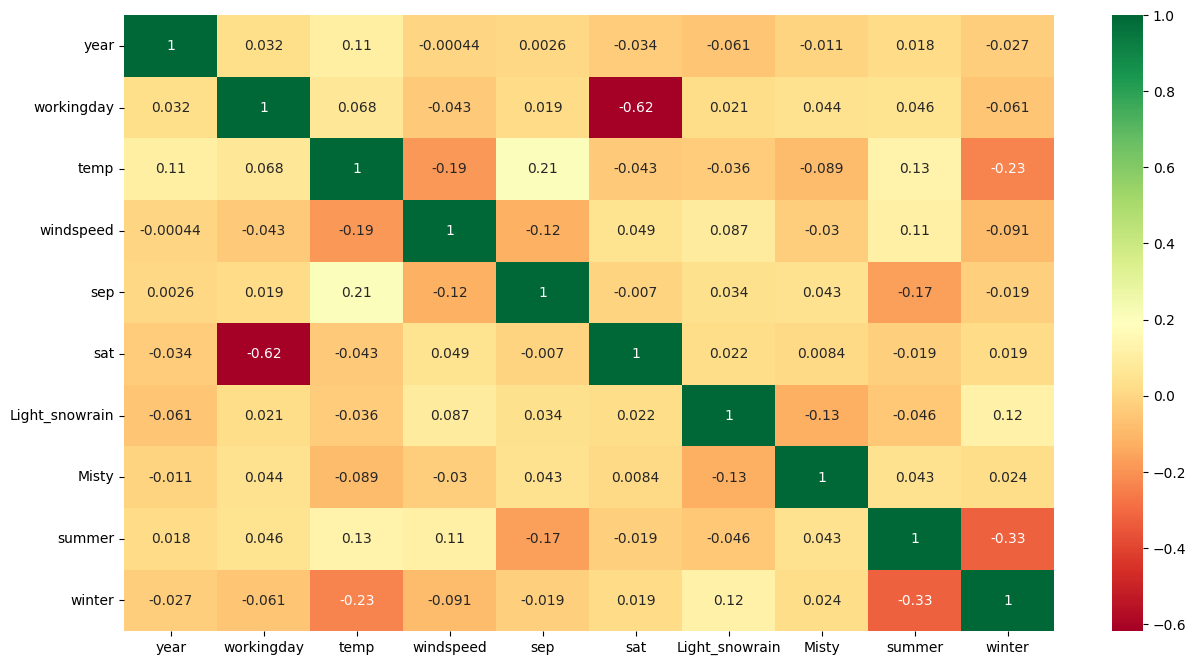 year 1 0.032 0.11 -0.00044 0.0026 -0.034 -0.061 -0.011 0.018 -0.027
workingday 0.032 1 0.068 -0.043 0.019 -0.62 0.021 0.044 0.046 -0.061
temp 0.11 0.068 1 -0.19 0.21 -0.043 -0.036 -0.089 0.13 -0.23
windspeed -0.00044 -0.043 -0.19 1 -0.12 0.049 0.087 -0.03 0.11 -0.091
sep 0.0026 0.019 0.21 -0.12 1 -0.007 0.034 0.043 -0.17 -0.019
sat -0.034 -0.62 -0.043 0.049 -0.007 1 0.022 0.0084 -0.019 0.019
Light_snowrain -0.061 0.021 -0.036 0.087 0.034 0.022 1 -0.13 -0.046 0.12
Misty -0.011 0.044 -0.089 -0.03 0.043 0.0084 -0.13 1 0.043 0.024
summer 0.018 0.046 0.13 0.11 -0.17 -0.019 -0.046 0.043 1 -0.33
winter -0.027 -0.061 -0.23 -0.091 -0.019 0.019 0.12 0.024 -0.33 1
year workingday temp windspeed sep sat Light_snowrain Misty summer winter
1.0
0.8
0.6
0.4
0.2
0.0
−0.2
−0.4
−0.6